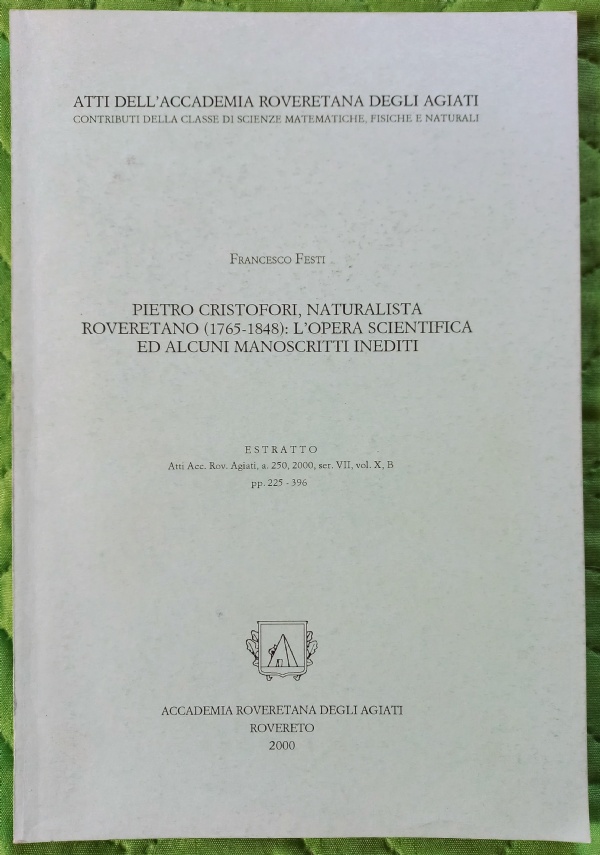 ATTI DELL'ACCADEMIA ROVERETANA DEGLI AGIATI
CONTRIBUTI DELLA CLASSE DI SCIENZE MATEMATICHE, FISICHE E NATURALI
FRANCESCO FESTI
PIETRO CRISTOFORI, NATURALISTA
ROVERETANO (1765-1848): L'OPERA SCIENTIFICA
ED ALCUNI MANOSCRITTI INEDITI
ESTRATTO
Atti Acc. Rov. Agiati, a. 250, 2000, ser. VII, vol. X, B
pp. 225 - 396
ACCADEMIA ROVERETANA DEGLI AGIATI
ROVERETO
2000